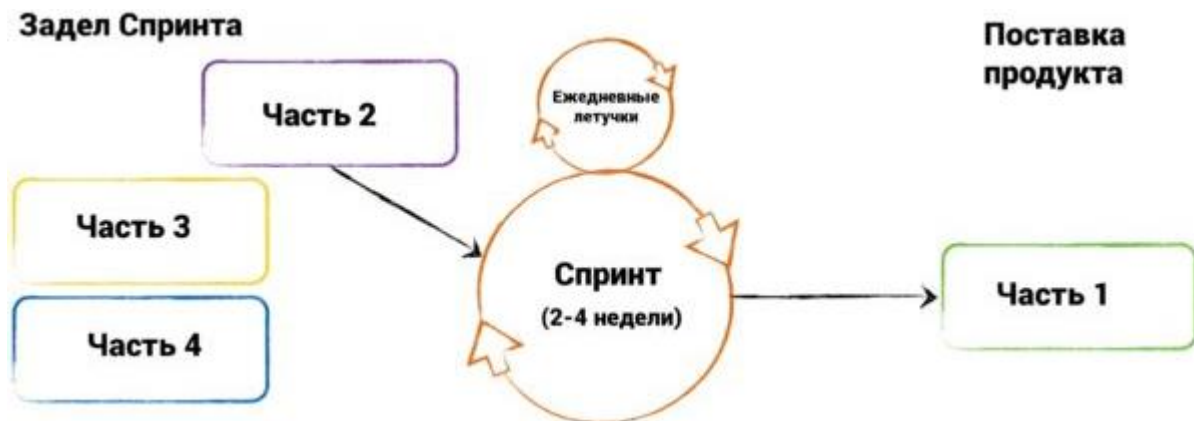 Задел Спринта
Часть 2
Часть 3
Часть 4
Ежедневные
летучки
Спринт
(2-4 недели)
Поставка
продукта
Часть 1